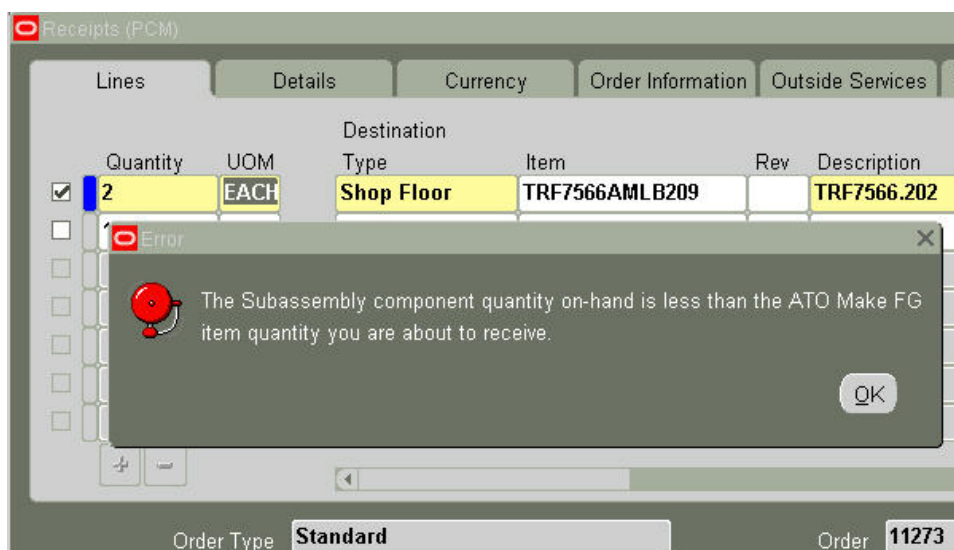 Receipts (PCM)
Lines Details Currency Order Information Outside Services
Destination
Quantity UOM Type Item Rev Description
2 EACH Shop Floor TRF7566AMLB209 TRF7566.202
Error
The Subassembly component quantity on-hand is less than the ATO Make FG
item quantity you are about to receive.
OK
Order Type Standard Order 11273